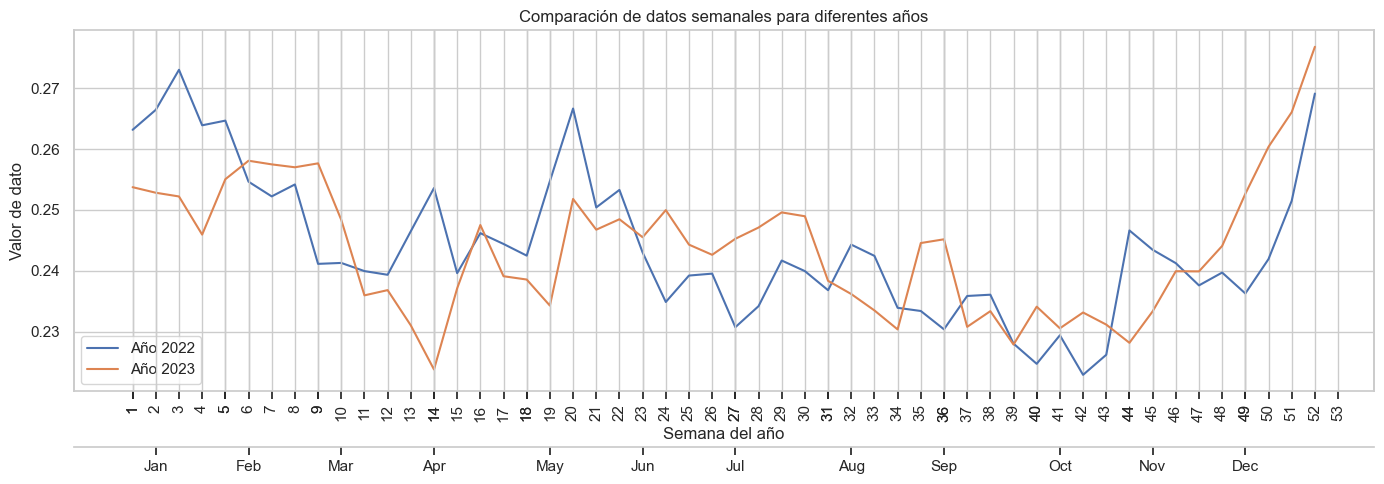 Comparación de datos semanales para diferentes años
Valor de dato
0.27
0.26
0.25
0.24
0.23
Año 2022
Año 2023
1 2 3 4 5 6 7 8 9 10 11 12 13 14 15 16 17 18 19 20 21 22 23 24 25 26 27 28 29 30 31 32 33 34 35 36 37 38 39 40 41 42 43 44 45 46 47 48 49 50 51 52 53
Semana del año
Jan Feb Mar Apr May Jun Jul Aug Sep Oct Nov Dec